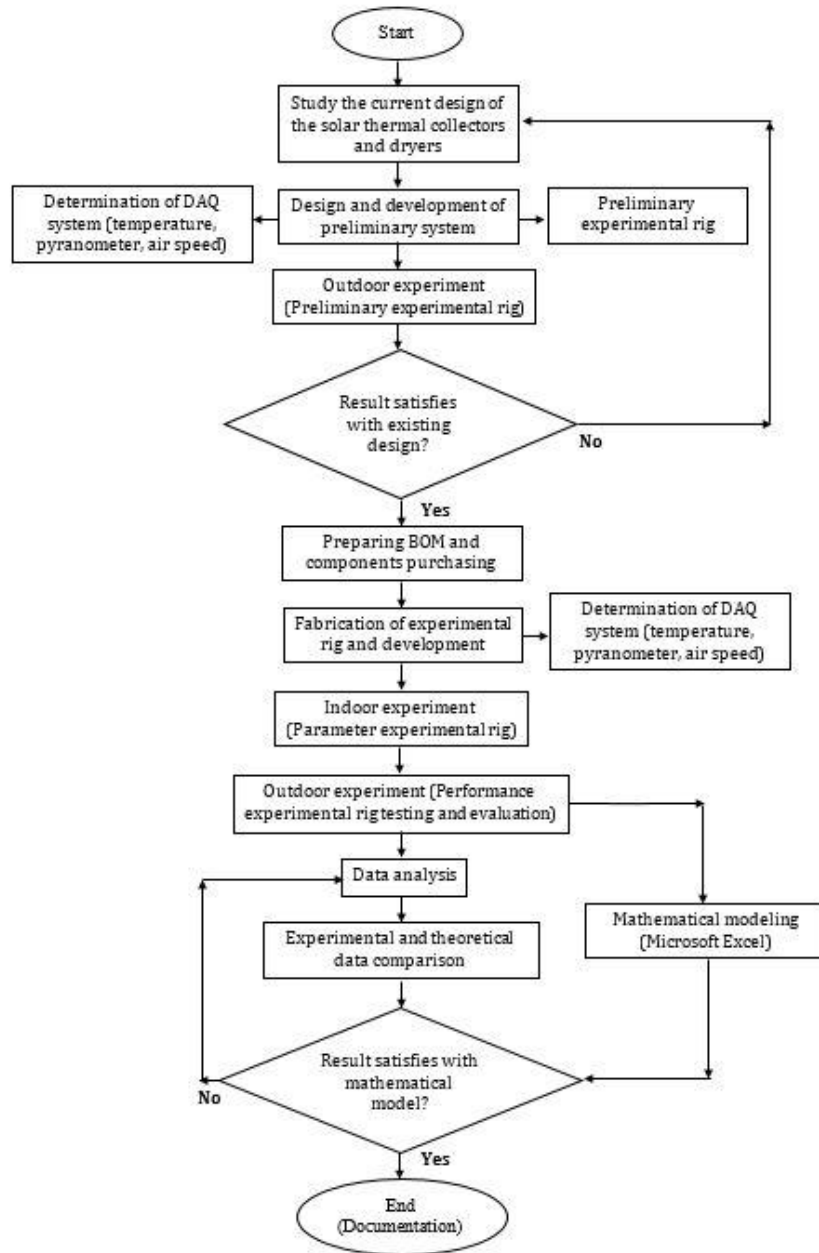 Start
Study the current design of
the solar thermal collectors
and dryers
Determination of DAQ
system (temperature,
pyranometer, air speed)
Design and development of
preliminary system
Preliminary
experimental rig
Outdoor experiment
(Preliminary experimental rig)
Result satisfies
with existing
design?
No
Yes
Preparing BOM and
components purchasing
Fabrication of experimental
rig and development
Determination of DAQ
system (temperature,
pyranometer, air speed)
Indoor experiment
(Parameter experimental rig)
Outdoor experiment (Performance
experimental rigtesting and evaluation)
Data analysis
Mathematical modeling
(Microsoft Excel)
Experimental and theoretical
data comparison
Result satisfies with
mathematical
model?
No
Yes
End
(Documentation)